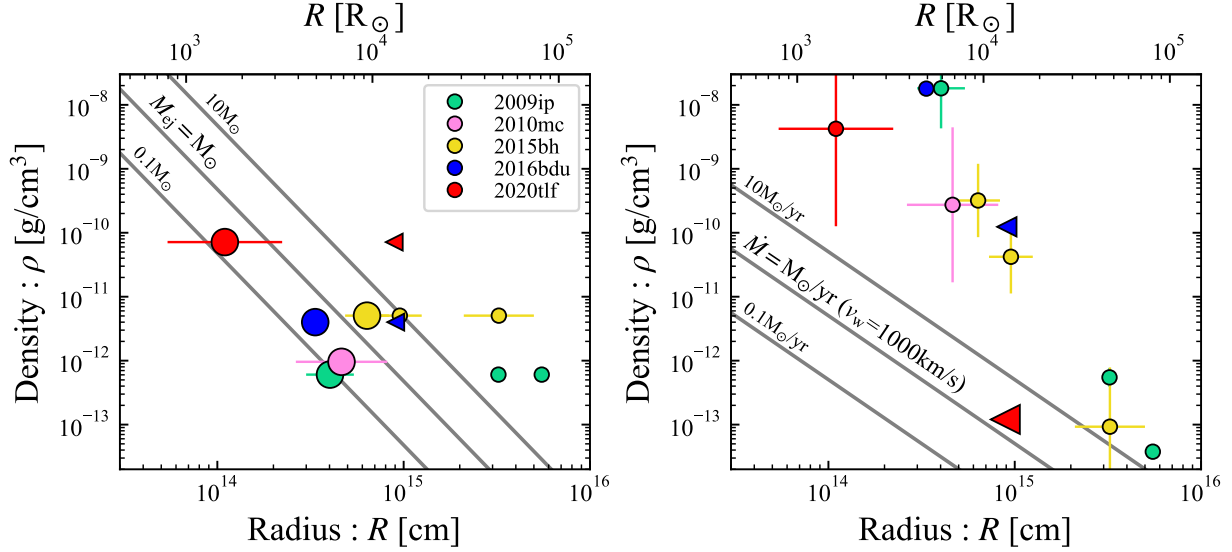 R [R☉]
10³ 10⁴ 10⁵
Density : ρ [g/cm³]
10⁻⁸
10⁻⁹
10⁻¹⁰
10⁻¹¹
10⁻¹²
10⁻¹³
10M☉
M_ej = M☉
0.1M☉
2009ip
2010mc
2015bh
2016bdu
2020tlf
10¹⁴ 10¹⁵ 10¹⁶
Radius : R [cm]
R [R☉]
10³ 10⁴ 10⁵
Density : ρ [g/cm³]
10⁻⁸
10⁻⁹
10⁻¹⁰
10⁻¹¹
10⁻¹²
10⁻¹³
10M☉/yr
Ṁ = M☉/yr (v_w=1000km/s)
0.1M☉/yr
10¹⁴ 10¹⁵ 10¹⁶
Radius : R [cm]